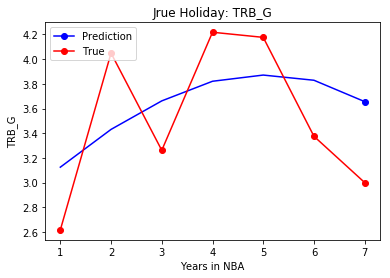 Jrue Holiday: TRB_G
Prediction
True
TRB_G
4.2
4.0
3.8
3.6
3.4
3.2
3.0
2.8
2.6
1 2 3 4 5 6 7
Years in NBA